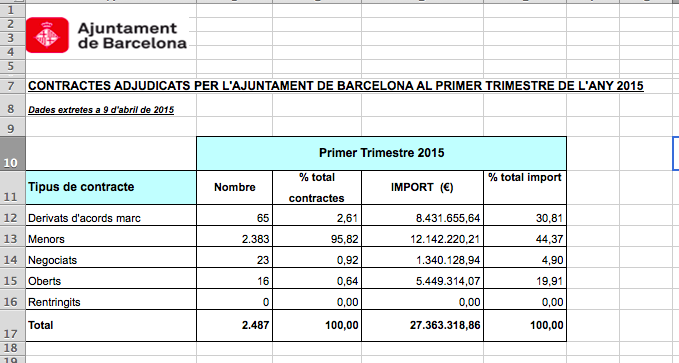 1
2
3
Ajuntament
4
de Barcelona
5
7 CONTRACTES ADJUDICATS PER L'AJUNTAMENT DE BARCELONA AL PRIMER TRIMESTRE DE L'ANY 2015
8 Dades extretes a 9 d'abril de 2015
9
10 Primer Trimestre 2015
11 Tipus de contracte Nombre % total contractes IMPORT (€) % total import
12 Derivats d'acords marc 65 2,61 8.431.655,64 30,81
13 Menors 2.383 95,82 12.142.220,21 44,37
14 Negociats 23 0,92 1.340.128,94 4,90
15 Oberts 16 0,64 5.449.314,07 19,91
16 Rentringits 0 0,00 0,00 0,00
17 Total 2.487 100,00 27.363.318,86 100,00
18
19